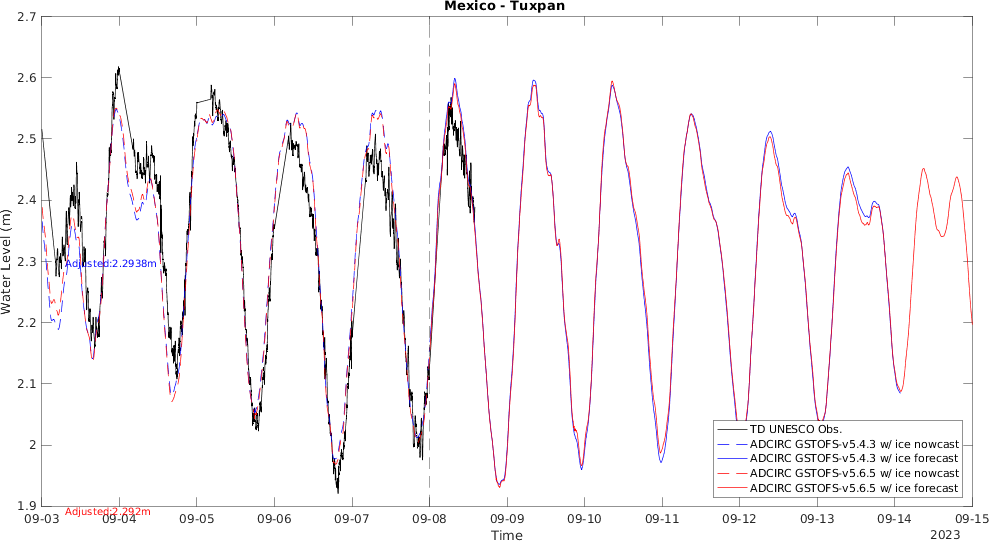 Mexico - Tuxpan
2.7
2.6
2.5
2.4
2.3
2.2
2.1
2
1.9
Water Level (m)
Adjusted:2.2938m
Adjusted:2.292m
TD UNESCO Obs.
ADCIRC GSTOFS-v5.4.3 w/ ice nowcast
ADCIRC GSTOFS-v5.4.3 w/ ice forecast
ADCIRC GSTOFS-v5.6.5 w/ ice nowcast
ADCIRC GSTOFS-v5.6.5 w/ ice forecast
09-03 09-04 09-05 09-06 09-07 09-08 09-09 09-10 09-11 09-12 09-13 09-14 09-15
Time
2023